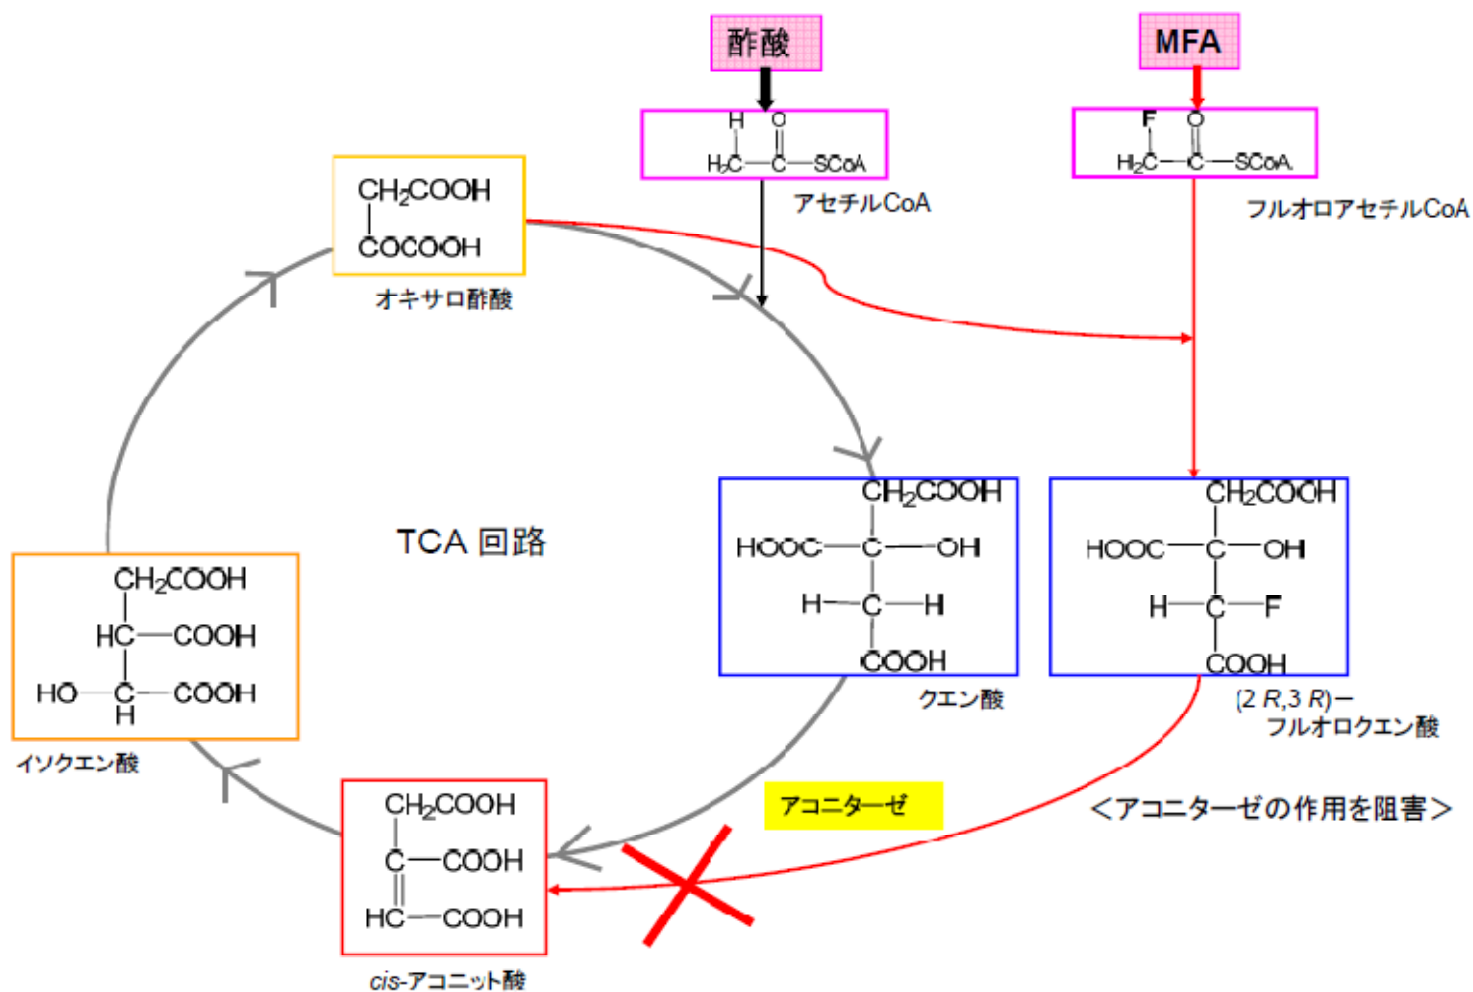 酢酸
MFA
H O
H₂C—C—SCoA
アセチルCoA
F O
H₂C—C—SCoA
フルオロアセチルCoA
CH₂COOH
COCOOH
オキサロ酢酸
TCA 回路
CH₂COOH
HOOC—C—OH
H—C—H
COOH
クエン酸
CH₂COOH
HOOC—C—OH
H—C—F
COOH
(2 R,3 R)ー
フルオロクエン酸
CH₂COOH
HC—COOH
HO—C—COOH
H
イソクエン酸
アコニターゼ
＜アコニターゼの作用を阻害＞
CH₂COOH
C—COOH
HC—COOH
cis-アコニット酸